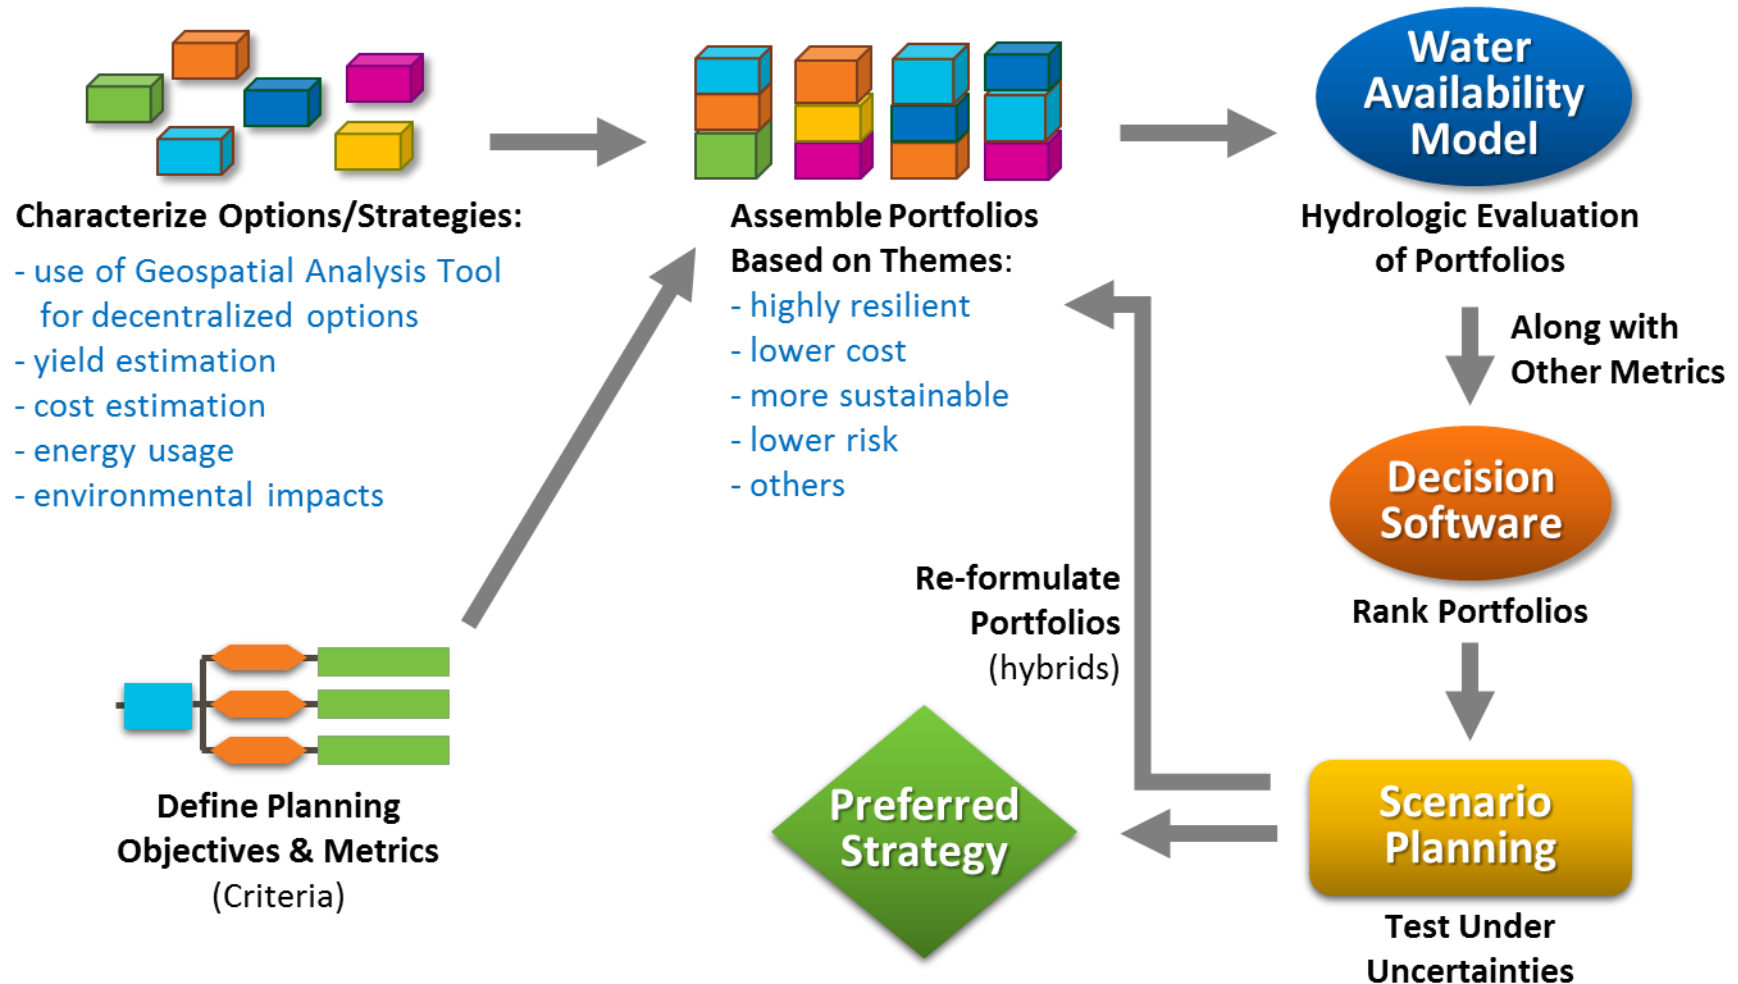 Characterize Options/Strategies:
- use of Geospatial Analysis Tool
for decentralized options
- yield estimation
- cost estimation
- energy usage
- environmental impacts
Define Planning
Objectives & Metrics
(Criteria)
Assemble Portfolios
Based on Themes:
- highly resilient
- lower cost
- more sustainable
- lower risk
- others
Water
Availability
Model
Hydrologic Evaluation
of Portfolios
Along with
Other Metrics
Decision
Software
Rank Portfolios
Scenario
Planning
Test Under
Uncertainties
Re-formulate
Portfolios
(hybrids)
Preferred
Strategy